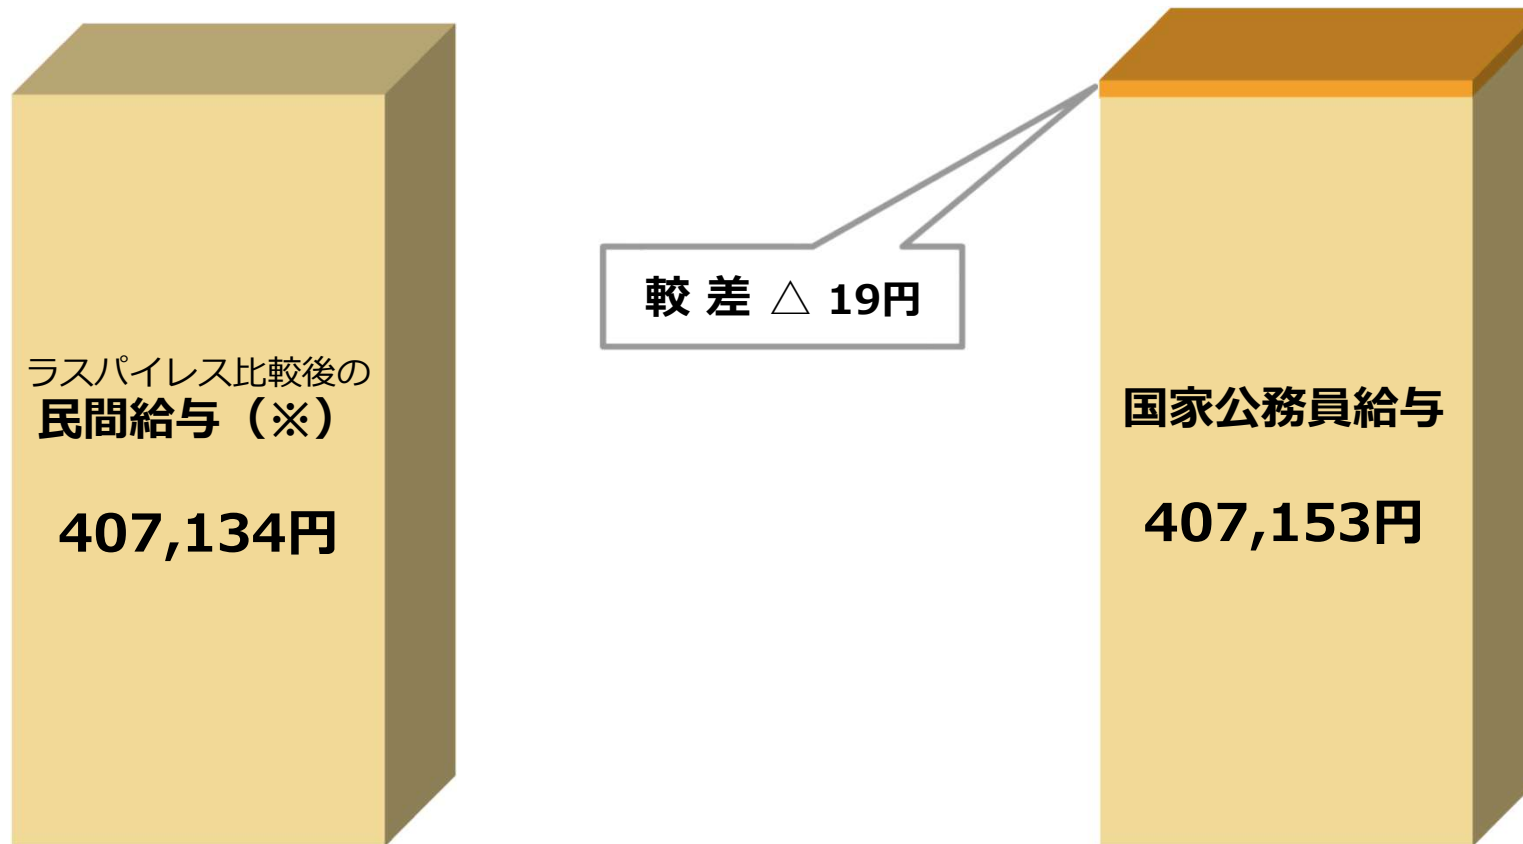 ラスパイレス比較後の
民間給与（※）
407,134円
較 差 △ 19円
国家公務員給与
407,153円